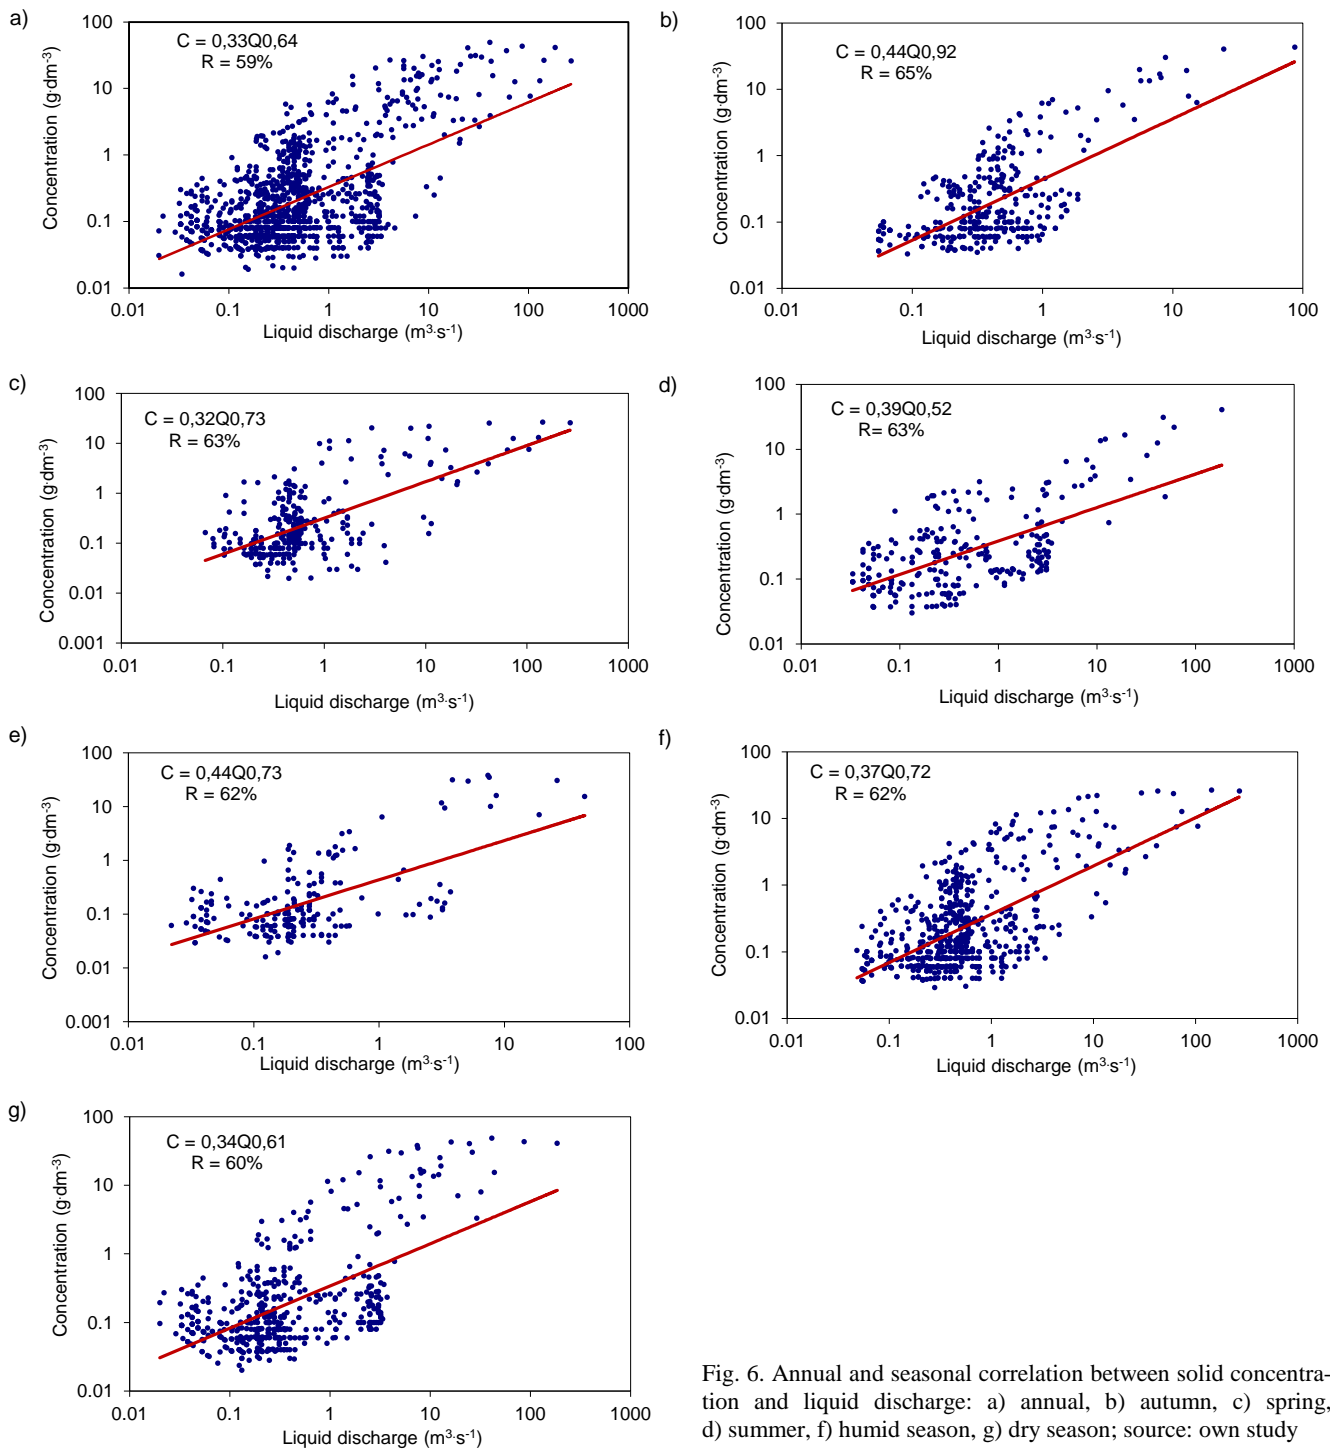 a)
C = 0,33Q0,64
R = 59%
Concentration (g·dm-3)
100
10
1
0.1
0.01
0.01 0.1 1 10 100 1000
Liquid discharge (m3·s-1)
b)
C = 0,44Q0,92
R = 65%
Concentration (g·dm-3)
100
10
1
0.1
0.01
0.01 0.1 1 10 100
Liquid discharge (m3·s-1)
c)
C = 0,32Q0,73
R = 63%
Concentration (g·dm-3)
100
10
1
0.1
0.01
0.001
0.01 0.1 1 10 100 1000
Liquid discharge (m3·s-1)
d)
C = 0,39Q0,52
R= 63%
Concentration (g·dm-3)
100
10
1
0.1
0.01
0.01 0.1 1 10 100 1000
Liquid discharge (m3·s-1)
e)
C = 0,44Q0,73
R = 62%
Concentration (g·dm-3)
100
10
1
0.1
0.01
0.001
0.01 0.1 1 10 100
Liquid discharge (m3·s-1)
f)
C = 0,37Q0,72
R = 62%
Concentration (g·dm-3)
100
10
1
0.1
0.01
0.01 0.1 1 10 100 1000
Liquid discharge (m3·s-1)
g)
C = 0,34Q0,61
R = 60%
Concentration (g·dm-3)
100
10
1
0.1
0.01
0.01 0.1 1 10 100 1000
Liquid discharge (m3·s-1)
Fig. 6. Annual and seasonal correlation between solid concentra-
tion and liquid discharge: a) annual, b) autumn, c) spring,
d) summer, f) humid season, g) dry season; source: own study